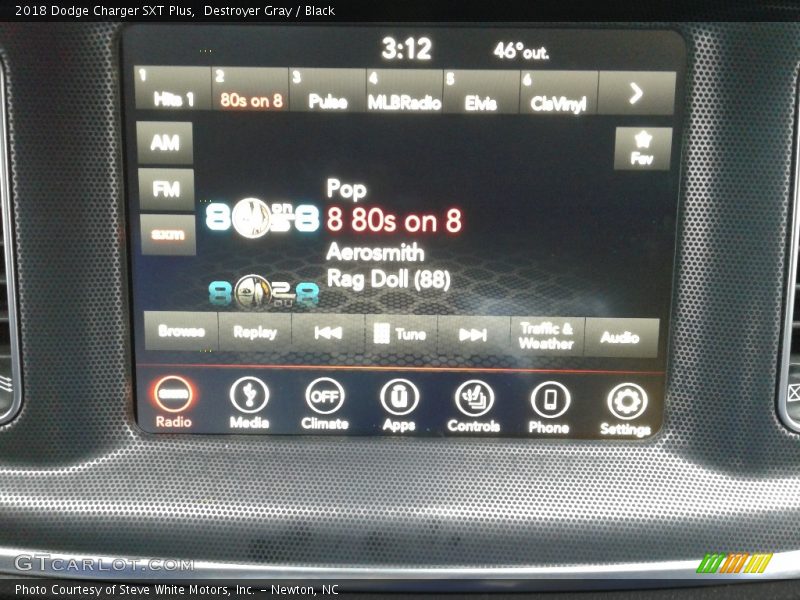 2018 Dodge Charger SXT Plus,  Destroyer Gray / Black
3:12
46°out.
1 Hits 1
2 80s on 8
3 Pulse
4 MLBRadio
5 Elvis
6 ClsVinyl
AM
Fav
FM
sxm
Pop
8 80s on 8
Aerosmith
Rag Doll (88)
Browse
Replay
Tune
Traffic &
Weather
Audio
OFF
Radio
Media
Climate
Apps
Controls
Phone
Settings
GTCARLOT.COM
Photo Courtesy of Steve White Motors, Inc. – Newton, NC